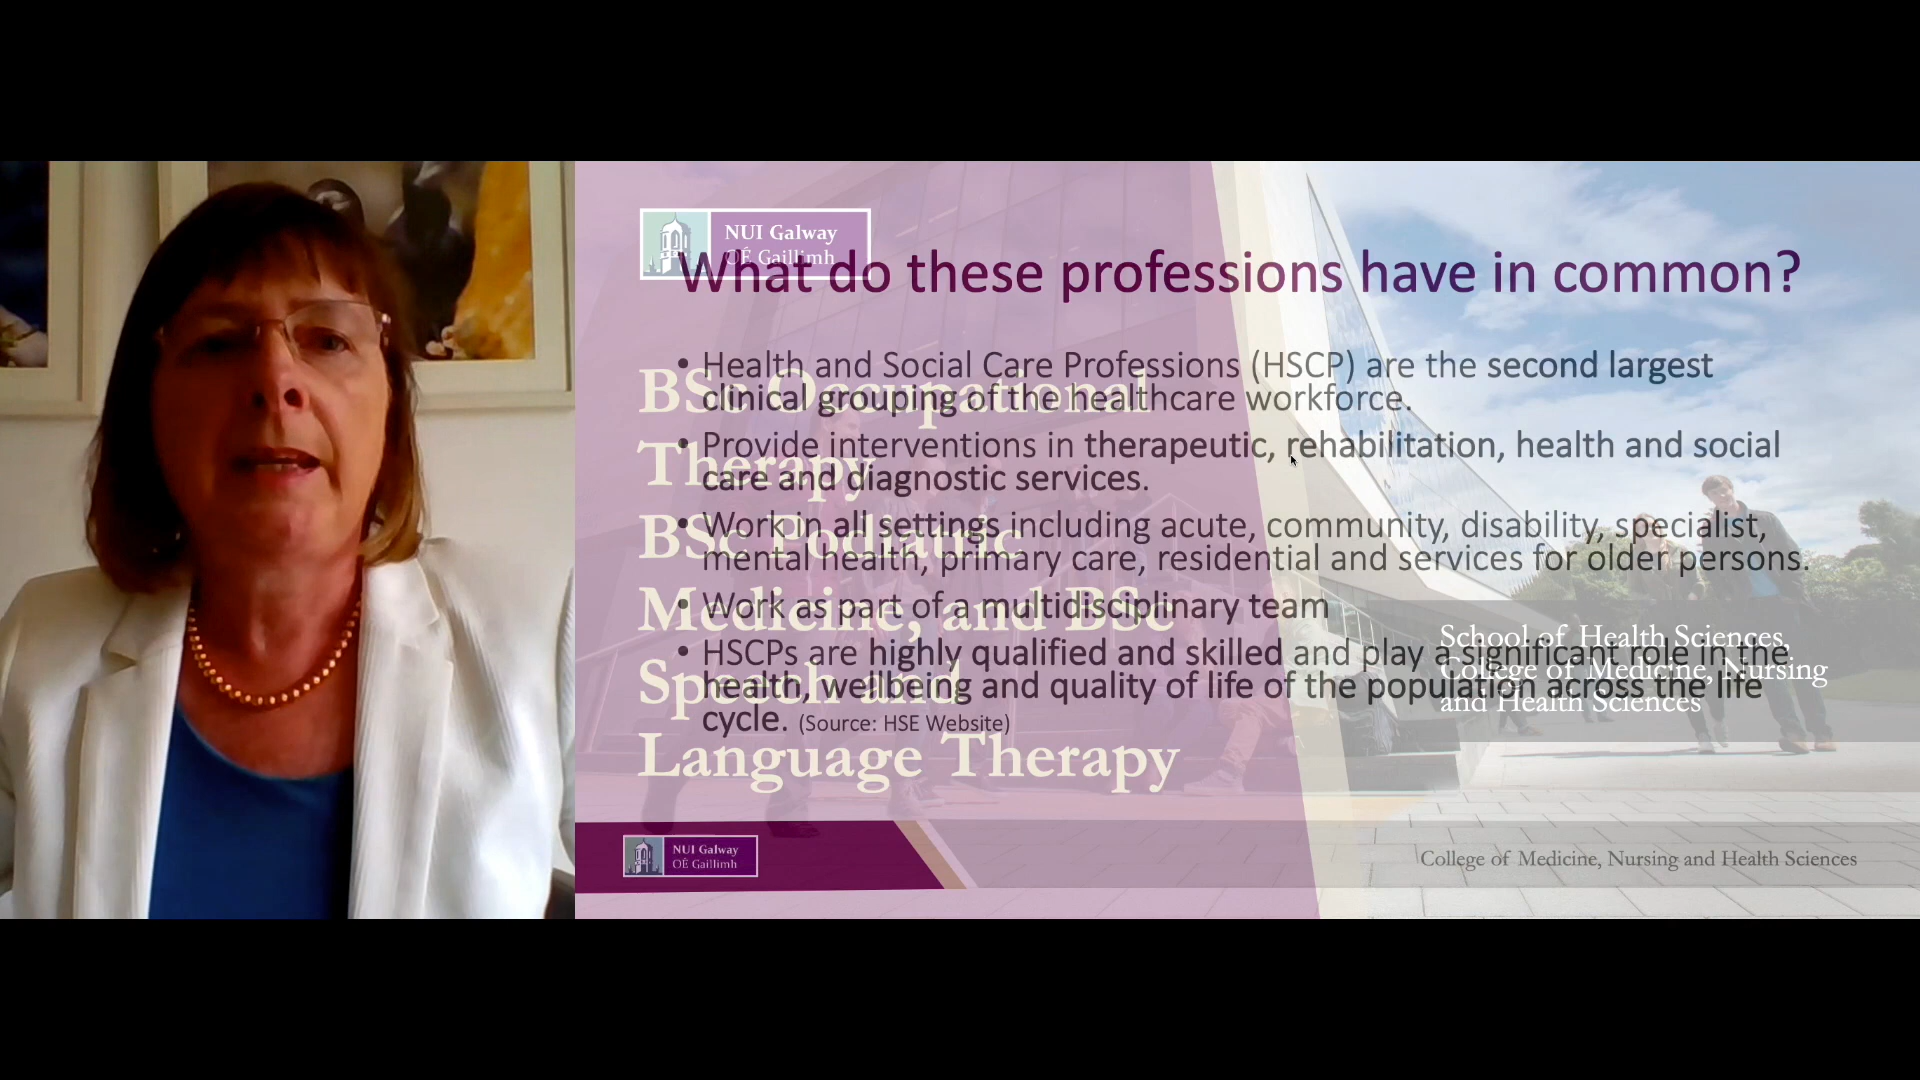 NUI Galway
OÉ Gaillimh
What do these professions have in common?
• Health and Social Care Professions (HSCP) are the second largest
clinical grouping of the healthcare workforce.
• Provide interventions in therapeutic, rehabilitation, health and social
care and diagnostic services.
• Work in all settings including acute, community, disability, specialist,
mental health, primary care, residential and services for older persons.
• Work as part of a multidisciplinary team
• HSCPs are highly qualified and skilled and play a significant role in the
health, wellbeing and quality of life of the population across the life
cycle. (Source: HSE Website)
BSc Occupational
Therapy
BSc Podiatric
Medicine, and BSc
Speech and
Language Therapy
School of Health Sciences,
College of Medicine, Nursing
and Health Sciences
NUI Galway
OÉ Gaillimh
College of Medicine, Nursing and Health Sciences